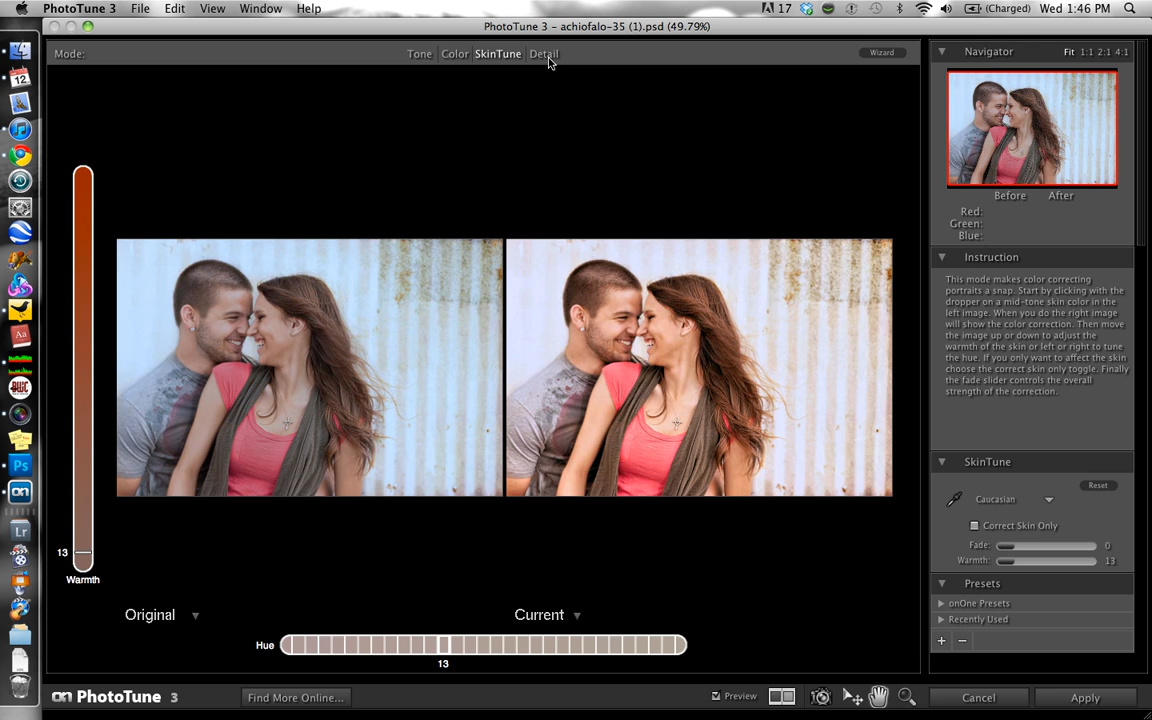 PhotoTune 3 File Edit View Window Help
17 (Charged) Wed 1:46 PM
PhotoTune 3 - achiofalo-35 (1).psd (49.79%)
Mode: Tone Color SkinTune Detail Wizard
Navigator Fit 1:1 2:1 4:1
Before After
Red:
Green:
Blue:
Instruction
This mode makes color correcting
portraits a snap. Start by clicking with the
dropper on a mid-tone skin color in the
left image. When you do the right image
will show the color correction. Then move
the image up or down to adjust the
warmth of the skin or left or right to tune
the hue. If you only want to affect the skin
choose the correct skin only toggle. Finally
the fade slider controls the overall
strength of the correction.
SkinTune
Reset
Caucasian
Correct Skin Only
Fade: 0
Warmth: 13
Presets
onOne Presets
Recently Used
13
Warmth
Original Current
Hue
13
on PhotoTune 3 Find More Online... Preview Cancel Apply
12
Aa
BWC
Ps
on
Lr